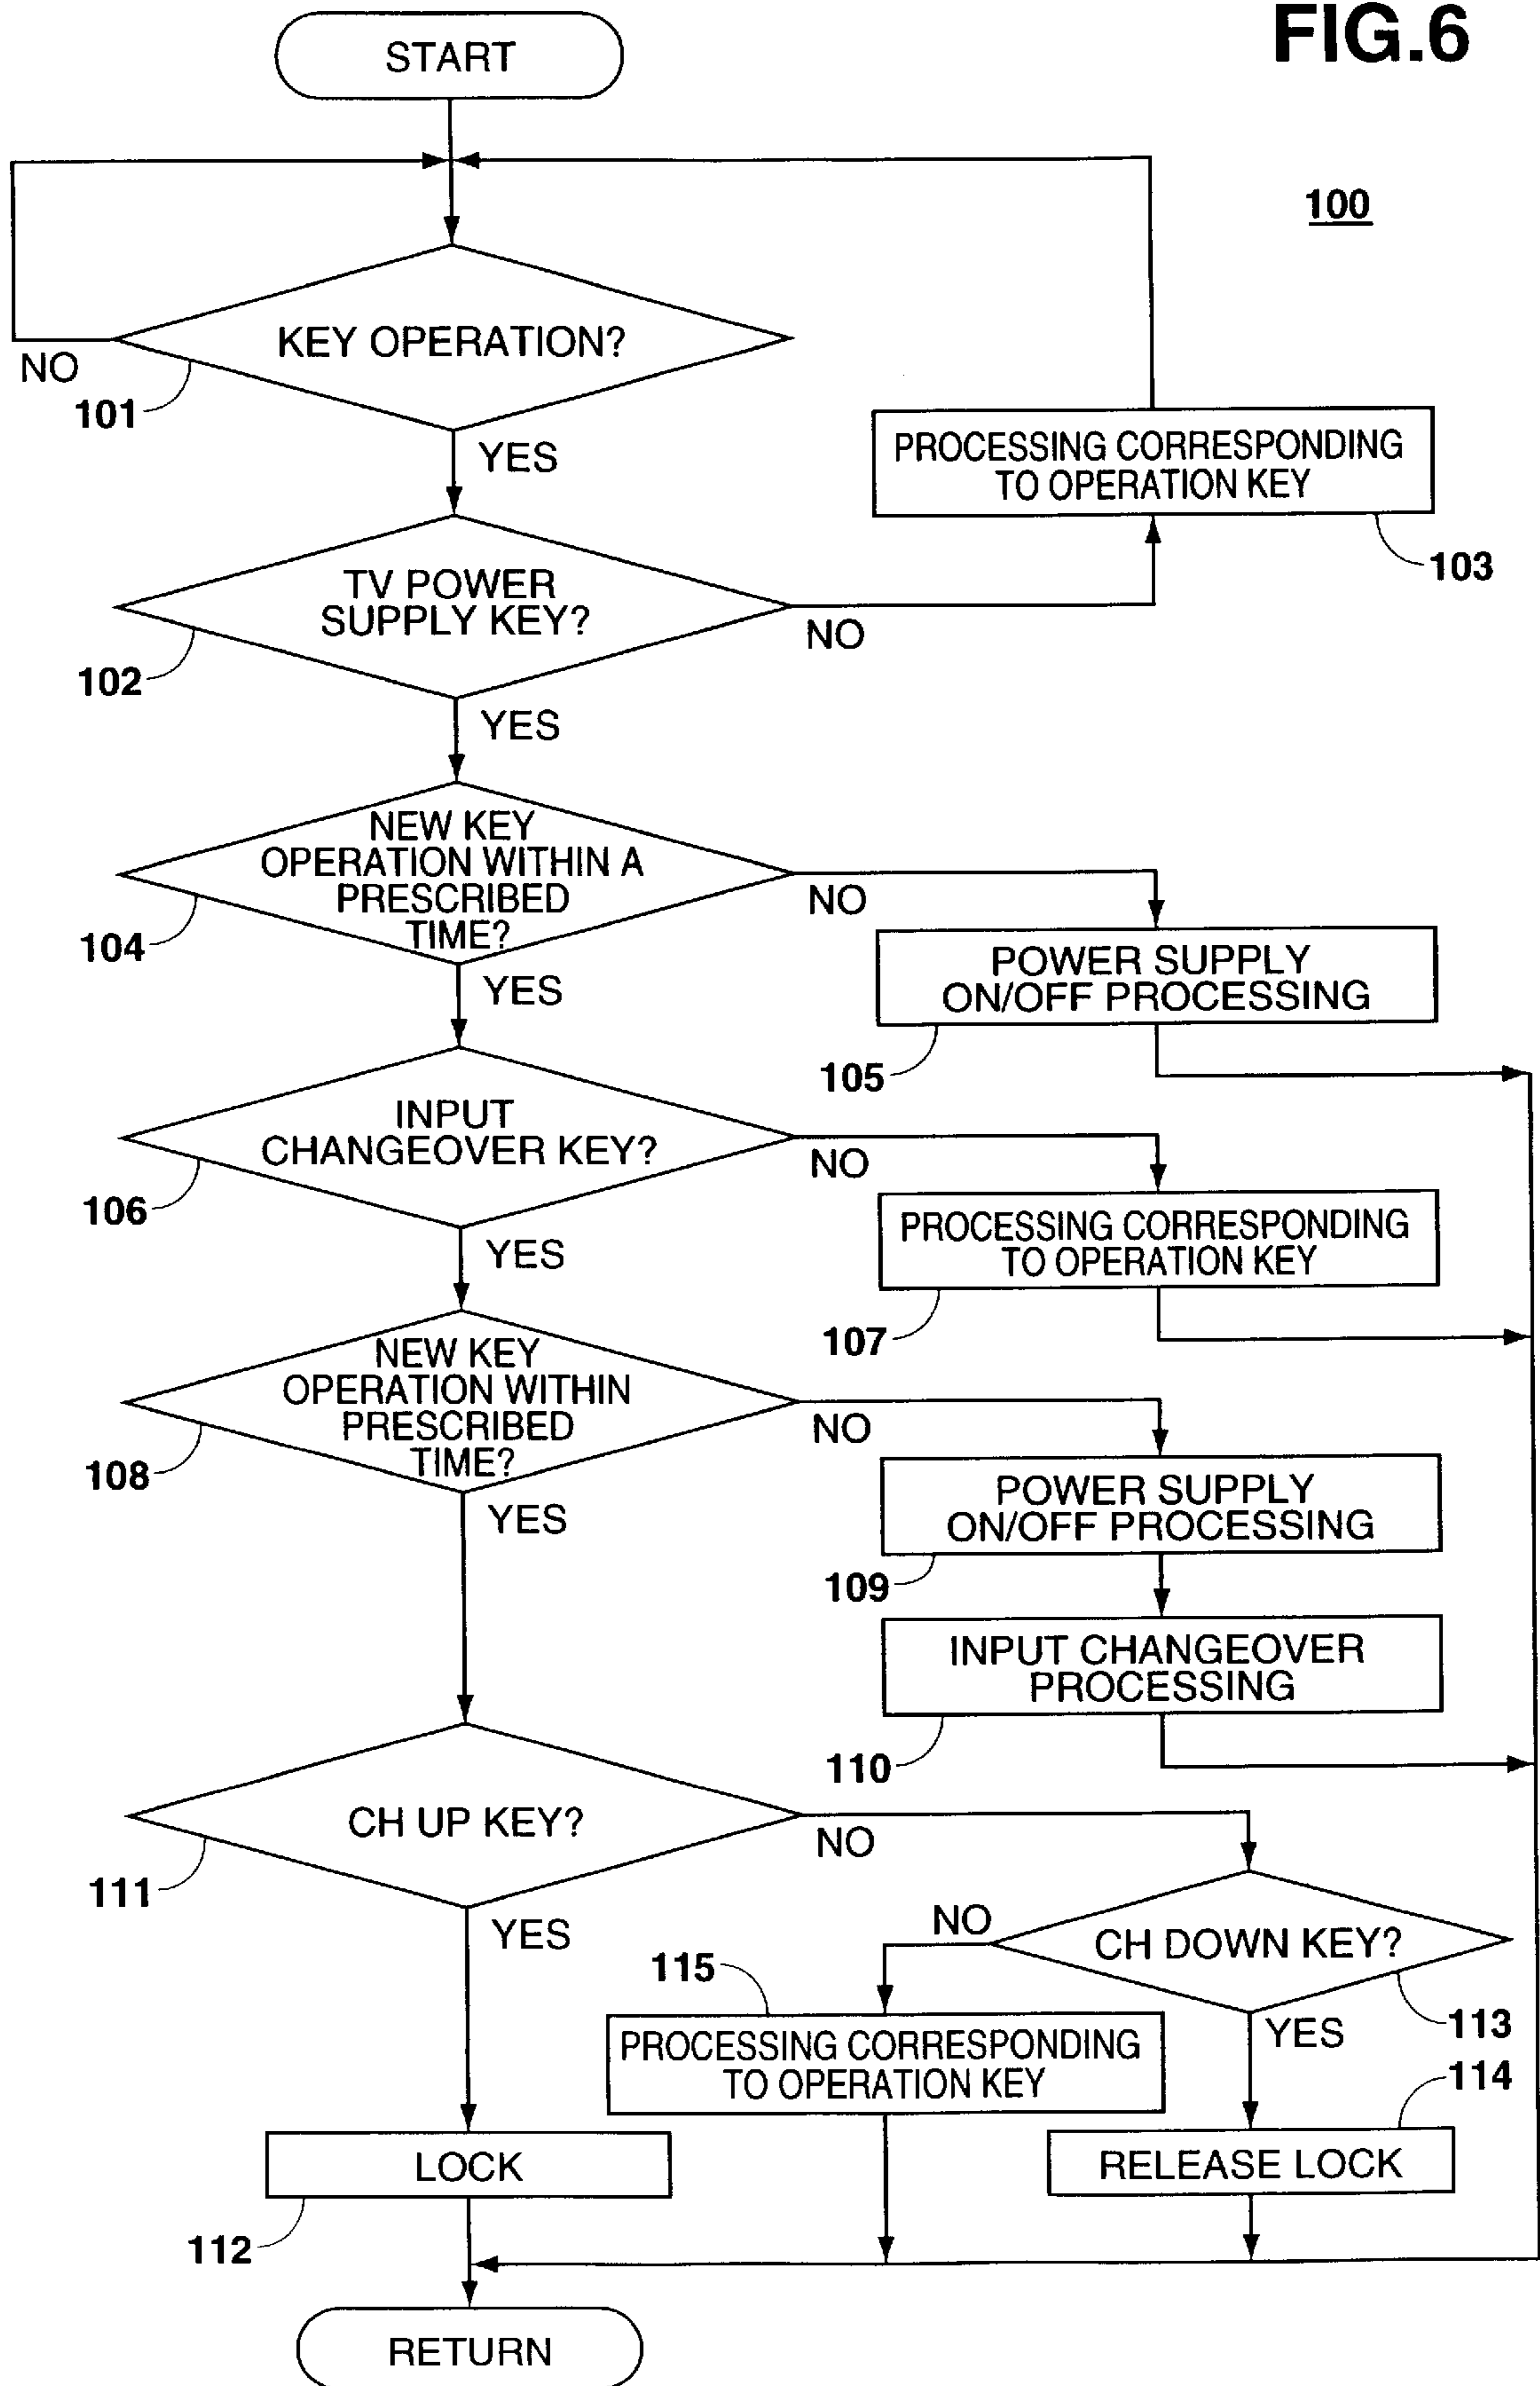 FIG.6
START
100
KEY OPERATION?
NO
101
YES
PROCESSING CORRESPONDING
TO OPERATION KEY
103
TV POWER
SUPPLY KEY?
NO
102
YES
NEW KEY
OPERATION WITHIN A
PRESCRIBED
TIME?
NO
104
YES
POWER SUPPLY
ON/OFF PROCESSING
105
INPUT
CHANGEOVER KEY?
NO
106
YES
PROCESSING CORRESPONDING
TO OPERATION KEY
107
NEW KEY
OPERATION WITHIN
PRESCRIBED
TIME?
NO
108
YES
POWER SUPPLY
ON/OFF PROCESSING
109
INPUT CHANGEOVER
PROCESSING
110
CH UP KEY?
NO
111
YES
NO
CH DOWN KEY?
115
113
YES
PROCESSING CORRESPONDING
TO OPERATION KEY
114
LOCK
RELEASE LOCK
112
RETURN